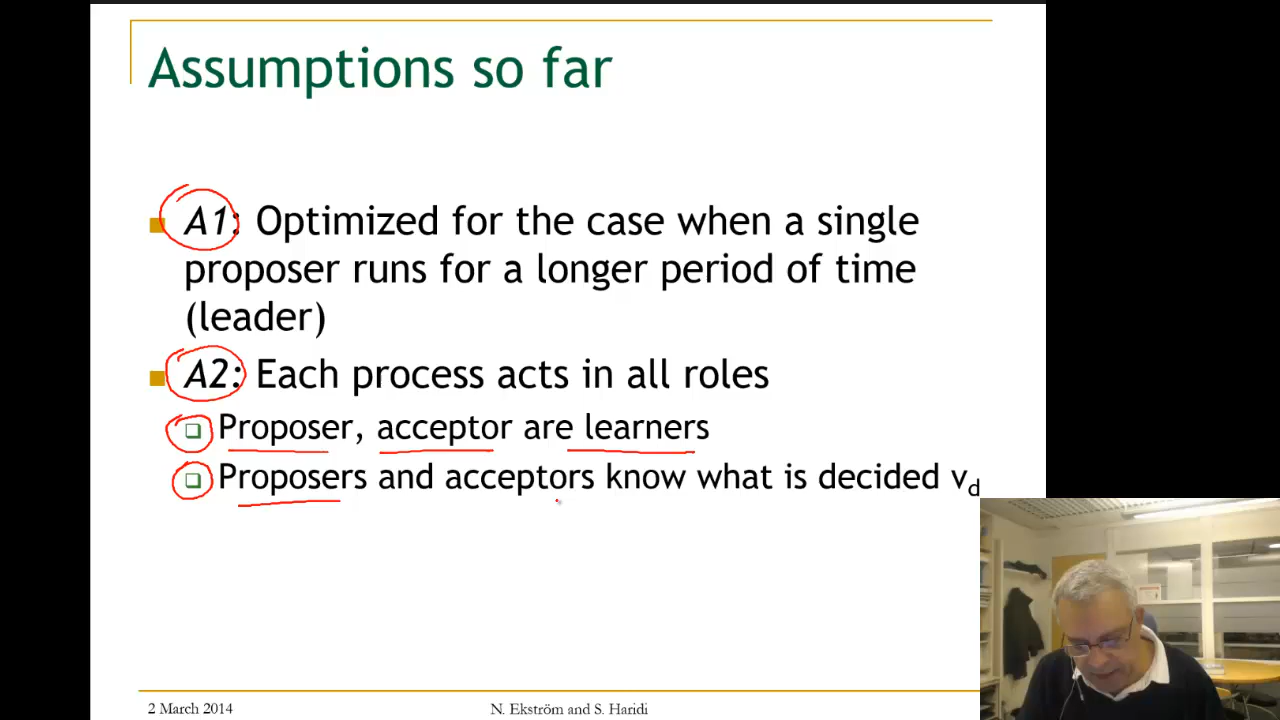 Assumptions so far
A1: Optimized for the case when a single
proposer runs for a longer period of time
(leader)
A2: Each process acts in all roles
Proposer, acceptor are learners
Proposers and acceptors know what is decided vd
2 March 2014
N. Ekström and S. Haridi